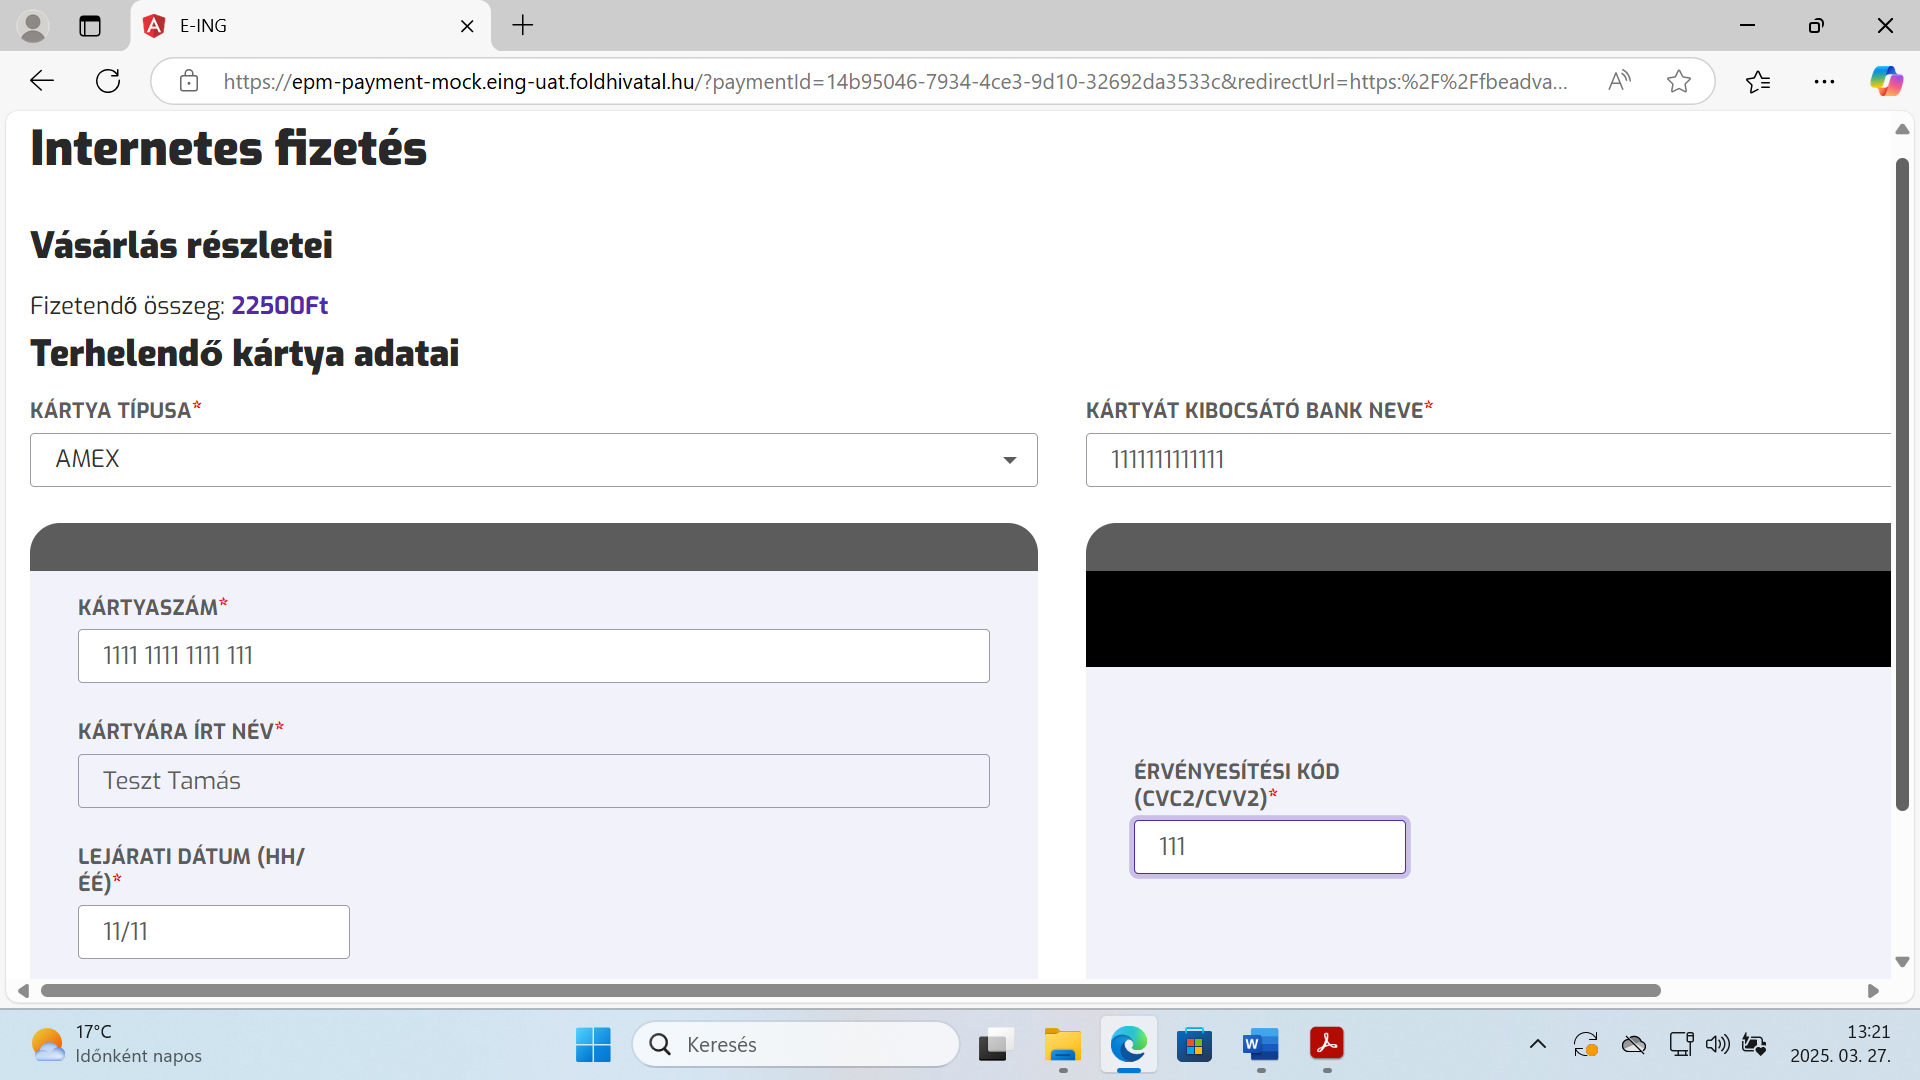 E-ING
https://epm-payment-mock.eing-uat.foldhivatal.hu/?paymentId=14b95046-7934-4ce3-9d10-32692da3533c&redirectUrl=https:%2F%2Ffbeadva...
Internetes fizetés
Vásárlás részletei
Fizetendő összeg: 22500Ft
Terhelendő kártya adatai
KÁRTYA TÍPUSA*
AMEX
KÁRTYÁT KIBOCSÁTÓ BANK NEVE*
1111111111111
KÁRTYASZÁM*
1111 1111 1111 111
KÁRTYÁRA ÍRT NÉV*
Teszt Tamás
LEJÁRATI DÁTUM (HH/
ÉÉ)*
11/11
ÉRVÉNYESÍTÉSI KÓD
(CVC2/CVV2)*
111
17°C
Időnként napos
Keresés
13:21
2025. 03. 27.